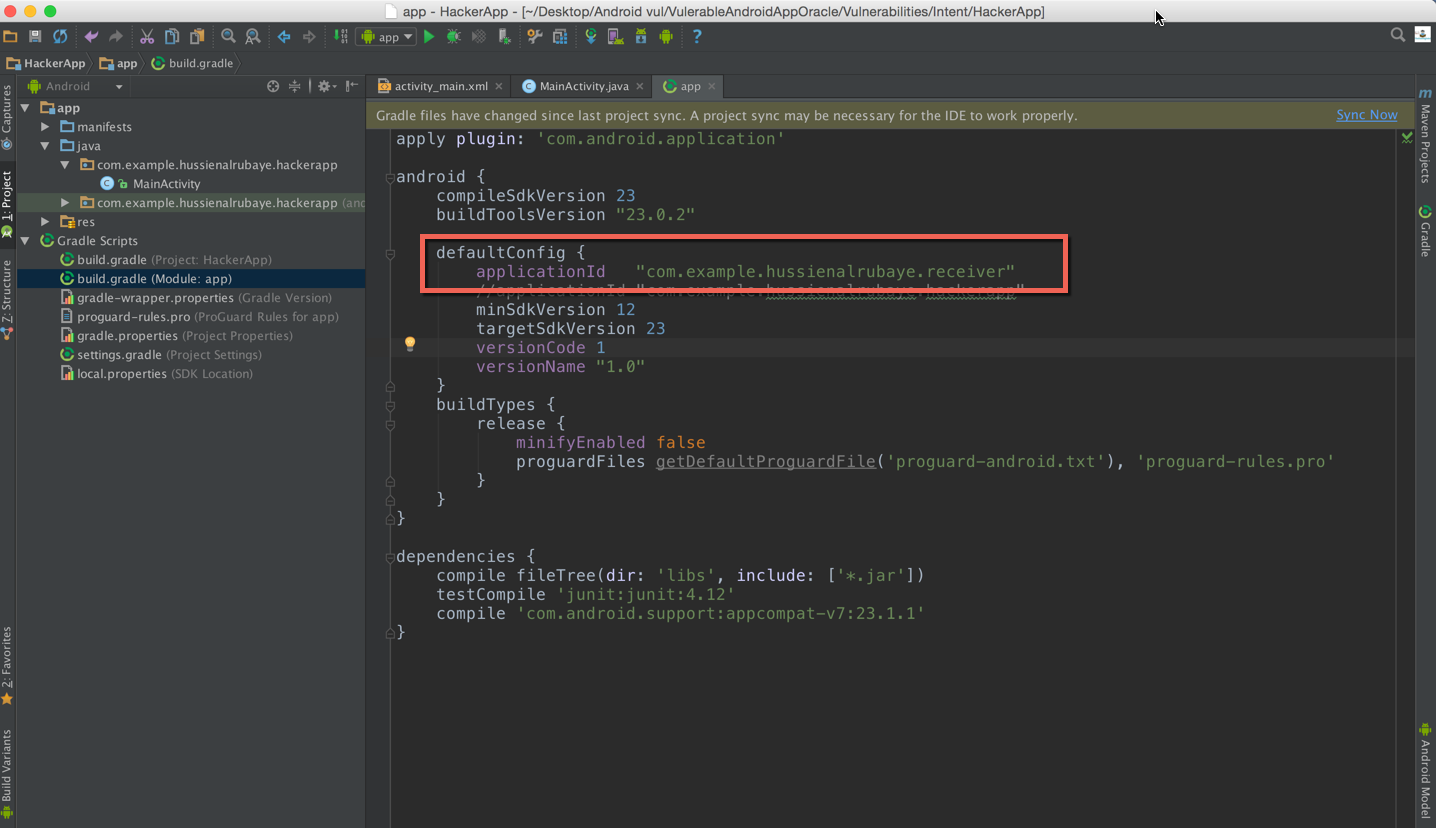 app - HackerApp - [~/Desktop/Android vul/VulerableAndroidAppOracle/Vulnerabilities/Intent/HackerApp]
app
?
HackerApp app build.gradle
Android
activity_main.xml
MainActivity.java
app
Gradle files have changed since last project sync. A project sync may be necessary for the IDE to work properly. Sync Now
Captures
1: Project
7: Structure
2: Favorites
Build Variants
app
manifests
java
com.example.hussienalrubaye.hackerapp
MainActivity
com.example.hussienalrubaye.hackerapp (and
res
Gradle Scripts
build.gradle (Project: HackerApp)
build.gradle (Module: app)
gradle-wrapper.properties (Gradle Version)
proguard-rules.pro (ProGuard Rules for app)
gradle.properties (Project Properties)
settings.gradle (Project Settings)
local.properties (SDK Location)
apply plugin: 'com.android.application'
android {
compileSdkVersion 23
buildToolsVersion "23.0.2"
defaultConfig {
applicationId "com.example.hussienalrubaye.receiver"
//applicationId "com.example.hussienalrubaye.hackerapp"
minSdkVersion 12
targetSdkVersion 23
versionCode 1
versionName "1.0"
}
buildTypes {
release {
minifyEnabled false
proguardFiles getDefaultProguardFile('proguard-android.txt'), 'proguard-rules.pro'
}
}
}
dependencies {
compile fileTree(dir: 'libs', include: ['*.jar'])
testCompile 'junit:junit:4.12'
compile 'com.android.support:appcompat-v7:23.1.1'
}
m
Maven Projects
Gradle
Android Model